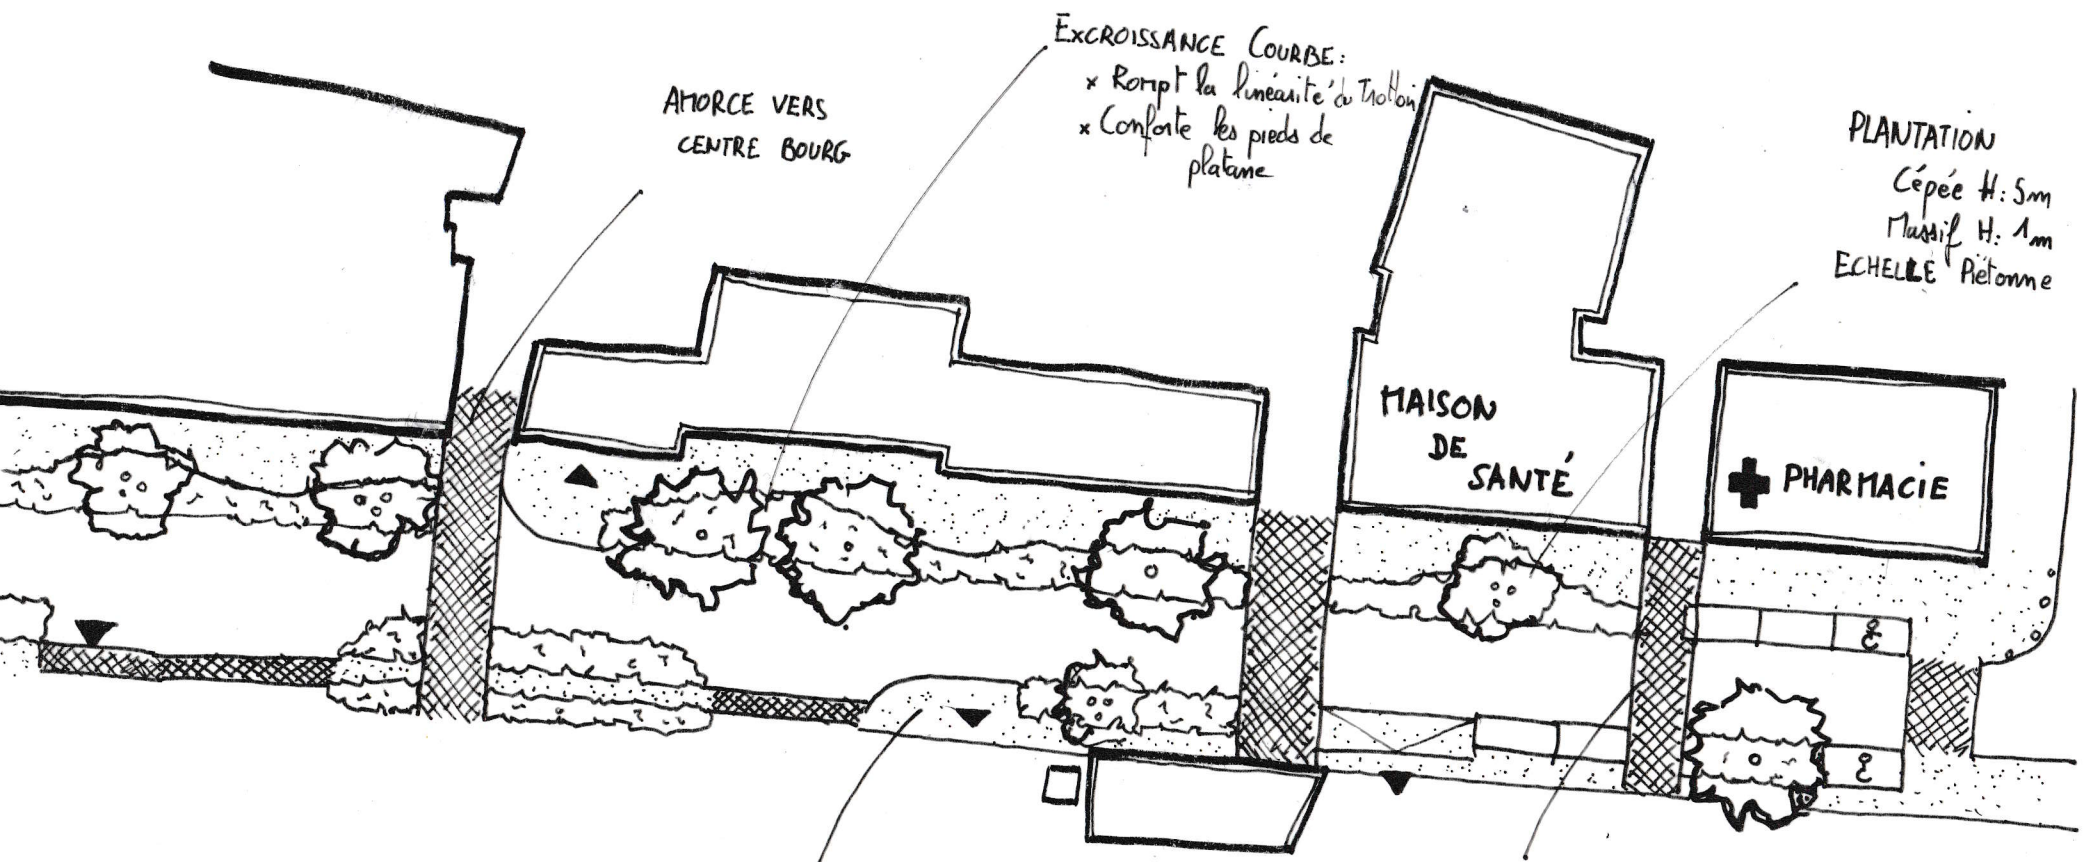 AMORCE VERS
CENTRE BOURG
EXCROISSANCE COURBE:
x Rompt la linéarité du Trottoir
x Conforte les pieds de
platane
PLANTATION
Cépée H: 5m
Massif H: 1m
ECHELLE Piétonne
MAISON
DE
SANTÉ
PHARMACIE